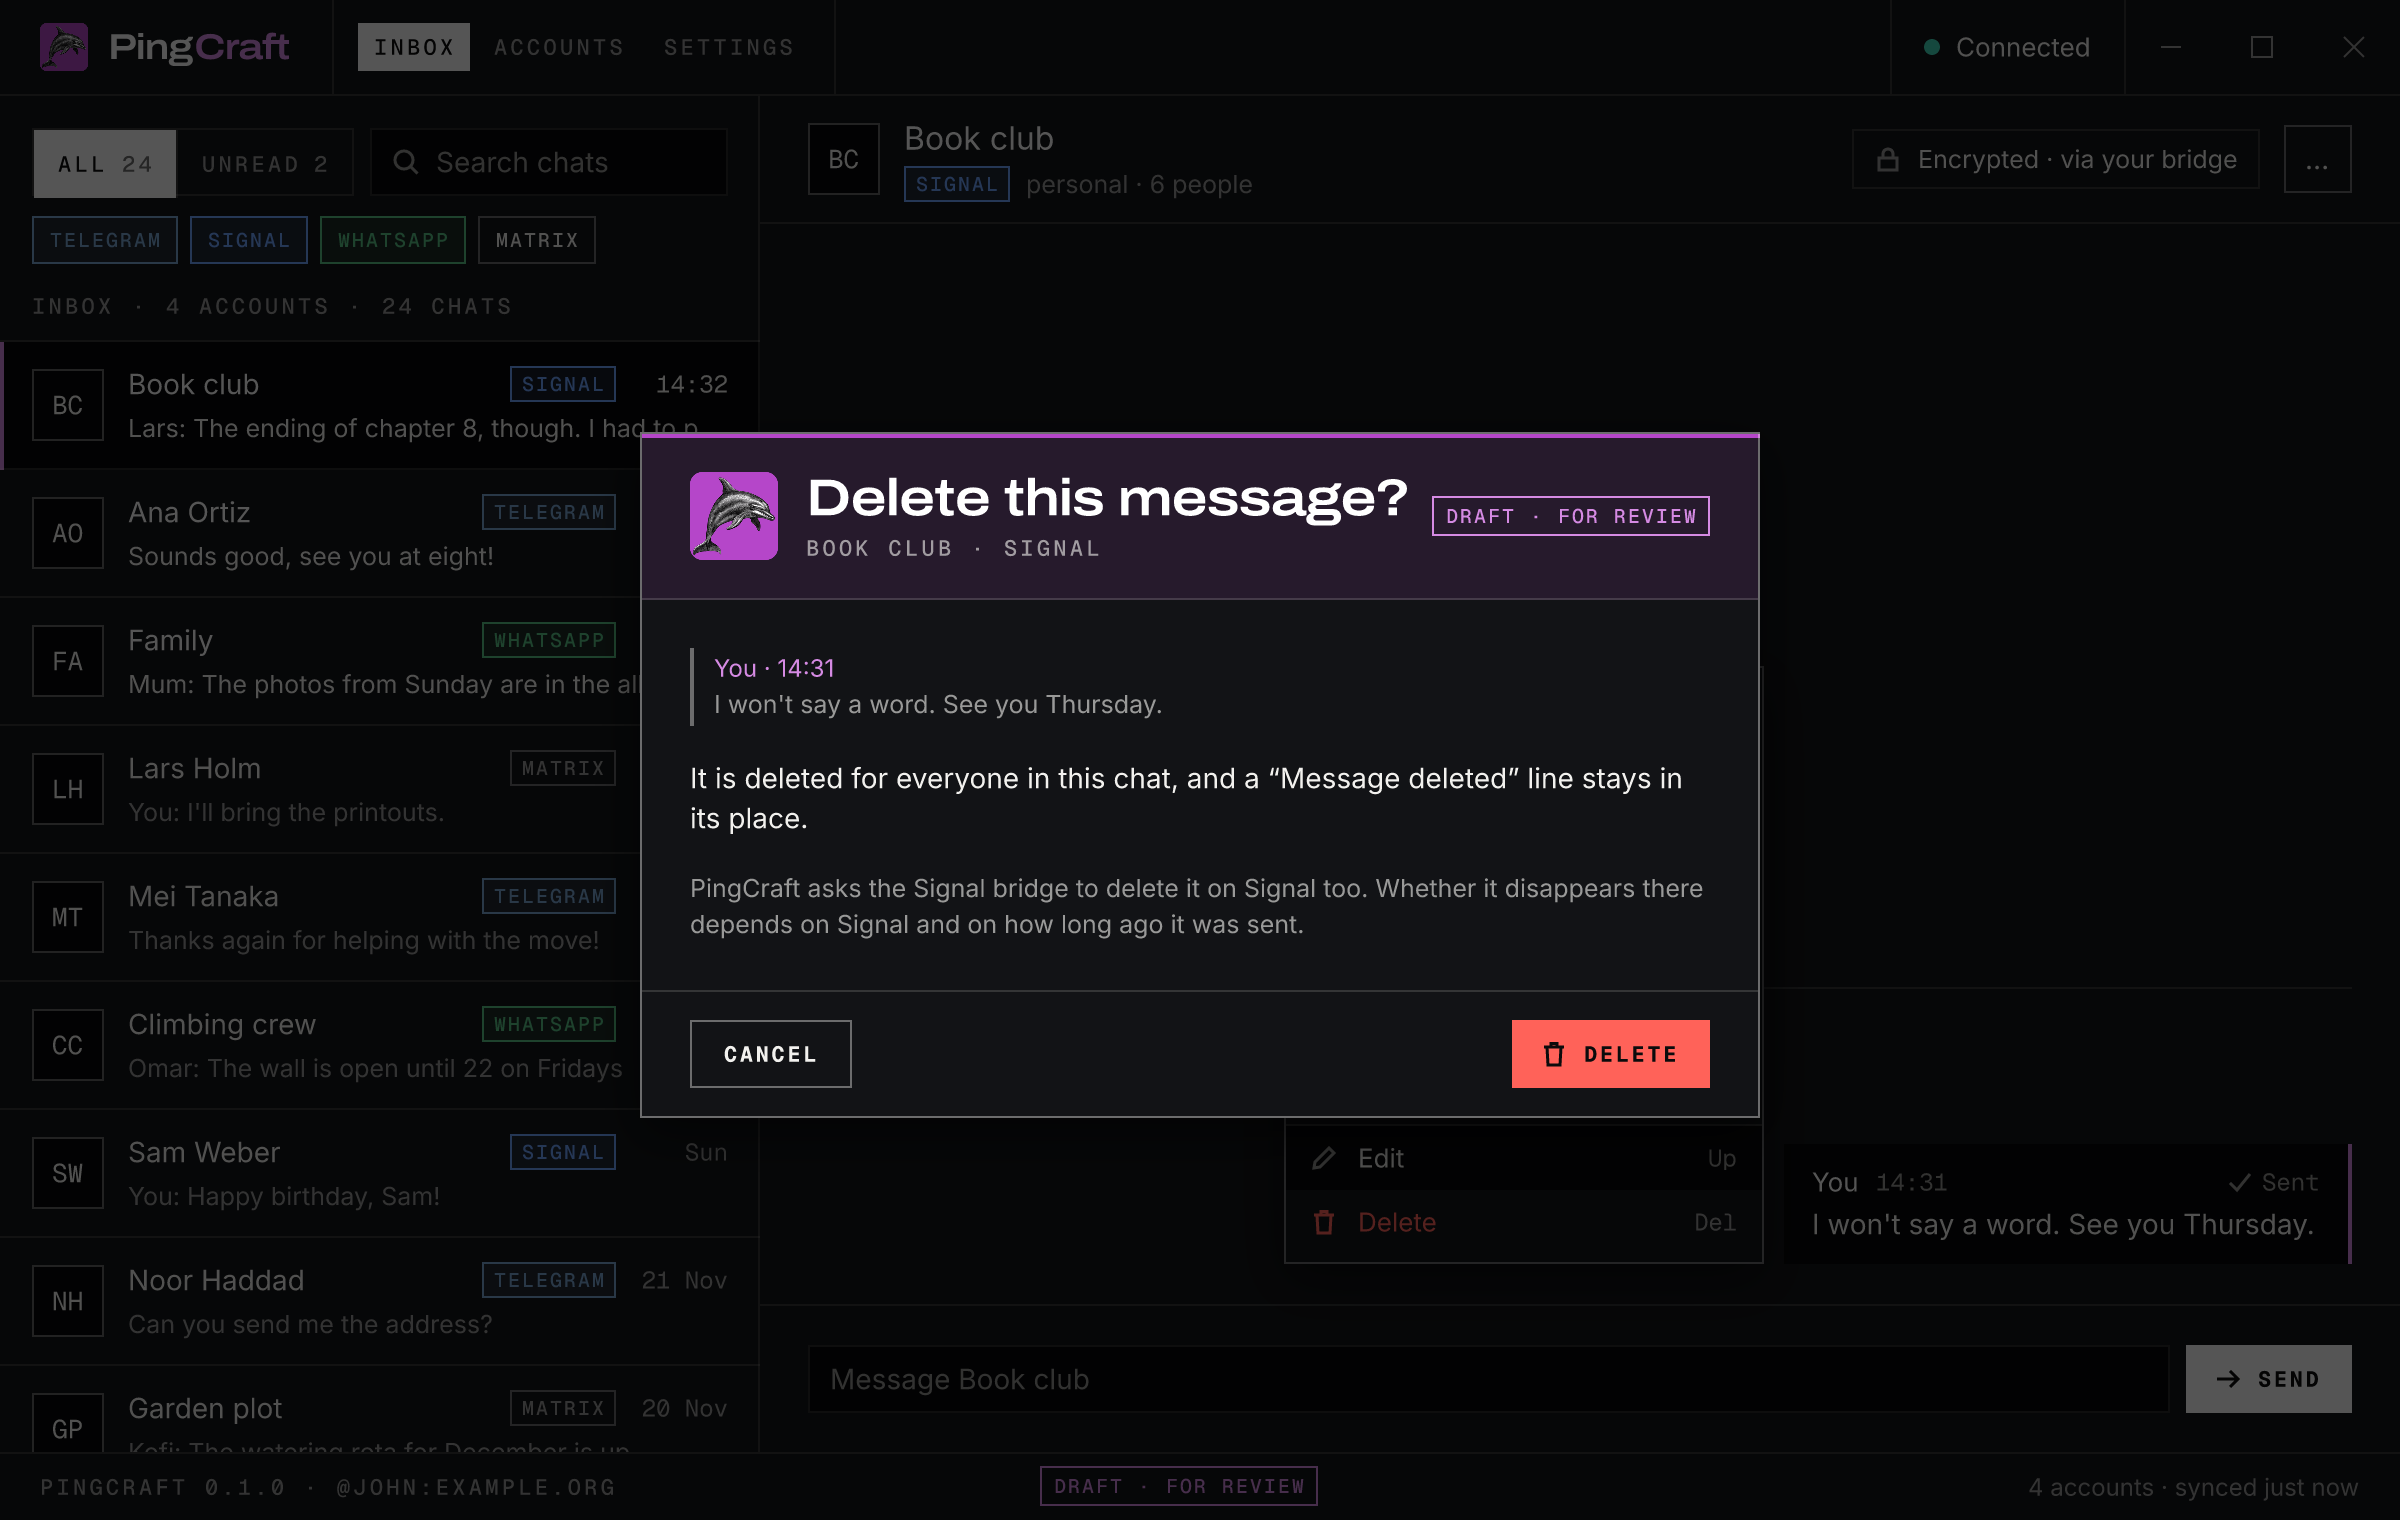 PingCraft
INBOX ACCOUNTS SETTINGS
Connected
ALL 24 UNREAD 2
Search chats
TELEGRAM SIGNAL WHATSAPP MATRIX
INBOX · 4 ACCOUNTS · 24 CHATS
BC
Book club SIGNAL 14:32
Lars: The ending of chapter 8, though. I had to p
AO
Ana Ortiz TELEGRAM
Sounds good, see you at eight!
FA
Family WHATSAPP
Mum: The photos from Sunday are in the
LH
Lars Holm MATRIX
You: I'll bring the printouts.
MT
Mei Tanaka TELEGRAM
Thanks again for helping with the move!
CC
Climbing crew WHATSAPP
Omar: The wall is open until 22 on Fridays
SW
Sam Weber SIGNAL Sun
You: Happy birthday, Sam!
NH
Noor Haddad TELEGRAM 21 Nov
Can you send me the address?
GP
Garden plot MATRIX 20 Nov
Kofi: The watering rota for December is up
BC
Book club
SIGNAL personal · 6 people
Encrypted · via your bridge
...
Delete this message?
DRAFT · FOR REVIEW
BOOK CLUB · SIGNAL
You · 14:31
I won't say a word. See you Thursday.
It is deleted for everyone in this chat, and a “Message deleted” line stays in
its place.
PingCraft asks the Signal bridge to delete it on Signal too. Whether it disappears there
depends on Signal and on how long ago it was sent.
CANCEL
DELETE
Edit Up
Delete Del
You 14:31 Sent
I won't say a word. See you Thursday.
Message Book club
SEND
PINGCRAFT 0.1.0 · @JOHN:EXAMPLE.ORG
DRAFT · FOR REVIEW
4 accounts · synced just now